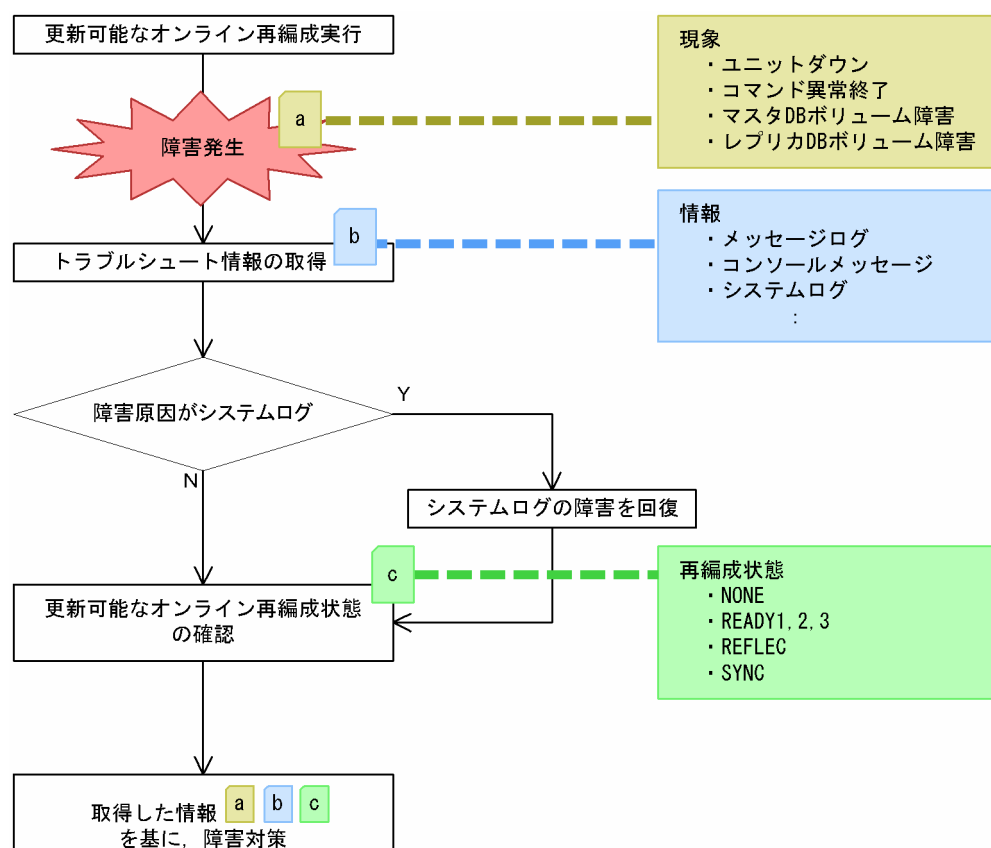 更新可能なオンライン再編成実行
障害発生
a
現象
・ユニットダウン
・コマンド異常終了
・マスタDBボリューム障害
・レプリカDBボリューム障害
トラブルシュート情報の取得
b
情報
・メッセージログ
・コンソールメッセージ
・システムログ
：
障害原因がシステムログ
Y
N
システムログの障害を回復
更新可能なオンライン再編成状態
の確認
c
再編成状態
・NONE
・READY1,2,3
・REFLEC
・SYNC
取得した情報 a b c
を基に，障害対策